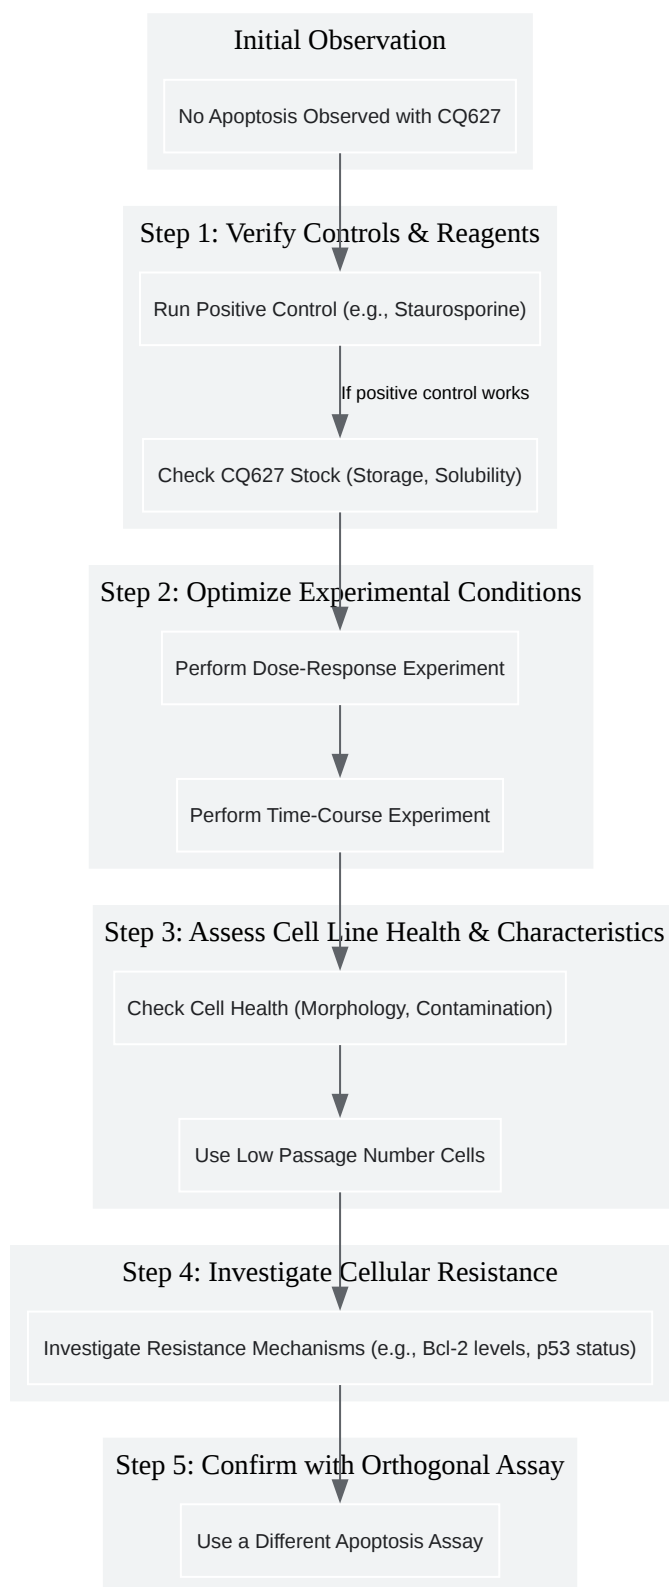 Initial Observation
No Apoptosis Observed with CQ627
Step 1: Verify Controls & Reagents
Run Positive Control (e.g., Staurosporine)
If positive control works
Check CQ627 Stock (Storage, Solubility)
Step 2: Optimize Experimental Conditions
Perform Dose-Response Experiment
Perform Time-Course Experiment
Step 3: Assess Cell Line Health & Characteristics
Check Cell Health (Morphology, Contamination)
Use Low Passage Number Cells
Step 4: Investigate Cellular Resistance
Investigate Resistance Mechanisms (e.g., Bcl-2 levels, p53 status)
Step 5: Confirm with Orthogonal Assay
Use a Different Apoptosis Assay